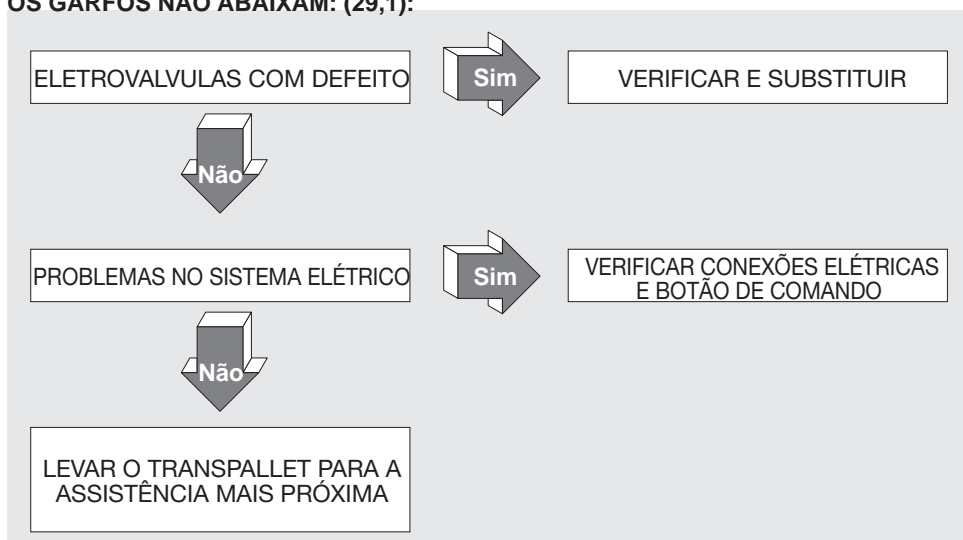 OS GARFOS NÃO ABAIXAM: (29,1):
ELETROVALVULAS COM DEFEITO
Sim
VERIFICAR E SUBSTITUIR
Não
PROBLEMAS NO SISTEMA ELÉTRICO
Sim
VERIFICAR CONEXÕES ELÉTRICAS
E BOTÃO DE COMANDO
Não
LEVAR O TRANSPALLET PARA A
ASSISTÊNCIA MAIS PRÓXIMA